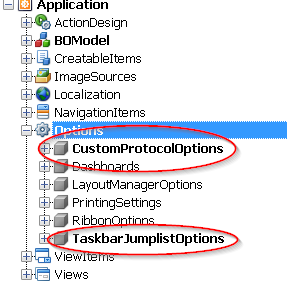 Application
ActionDesign
BOModel
CreatableItems
ImageSources
Localization
NavigationItems
Options
CustomProtocolOptions
Dashboards
LayoutManagerOptions
PrintingSettings
RibbonOptions
TaskbarJumplistOptions
ViewItems
Views